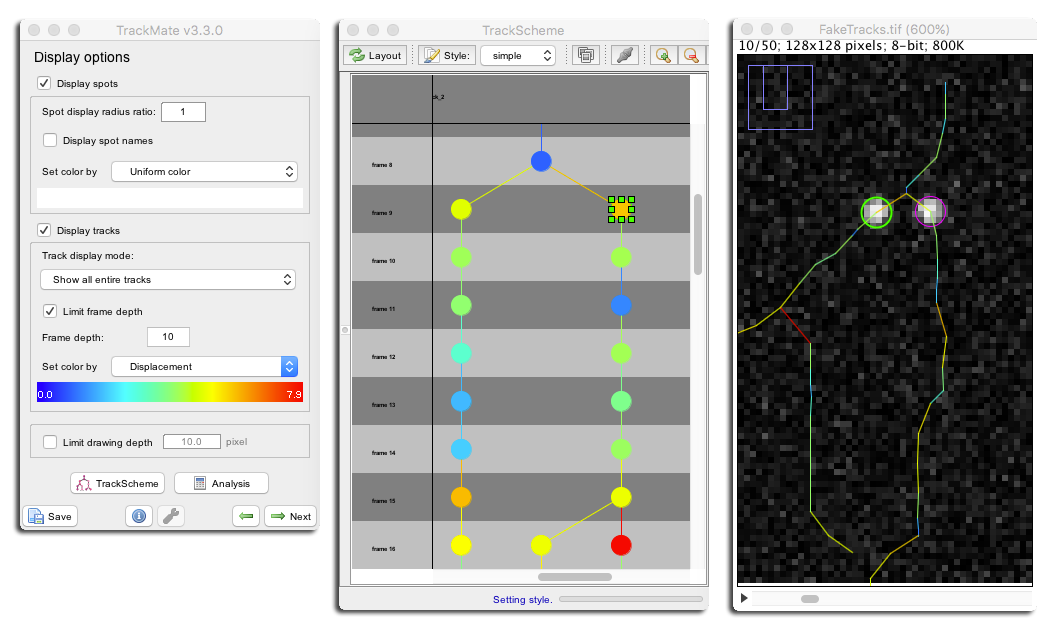 TrackMate v3.3.0
Display options
Display spots
Spot display radius ratio: 1
Display spot names
Set color by Uniform color
Display tracks
Track display mode:
Show all entire tracks
Limit frame depth
Frame depth: 10
Set color by Displacement
0.0 7.9
Limit drawing depth 10.0 pixel
TrackScheme Analysis
Save Next
TrackScheme
Layout Style: simple
ck_2
frame 8
frame 9
frame 10
frame 11
frame 12
frame 13
frame 14
frame 15
frame 16
Setting style.
FakeTracks.tif (600%)
10/50; 128x128 pixels; 8-bit; 800K